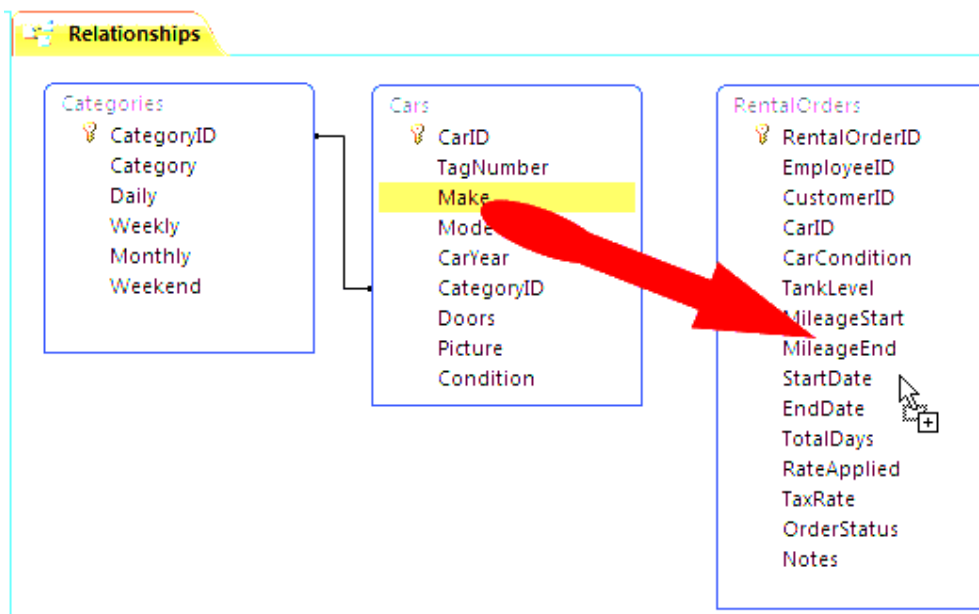 Relationships
Categories
CategoryID
Category
Daily
Weekly
Monthly
Weekend
Cars
CarID
TagNumber
Make
Mode
CarYear
CategoryID
Doors
Picture
Condition
RentalOrders
RentalOrderID
EmployeeID
CustomerID
CarID
CarCondition
TankLevel
MileageStart
MileageEnd
StartDate
EndDate
TotalDays
RateApplied
TaxRate
OrderStatus
Notes